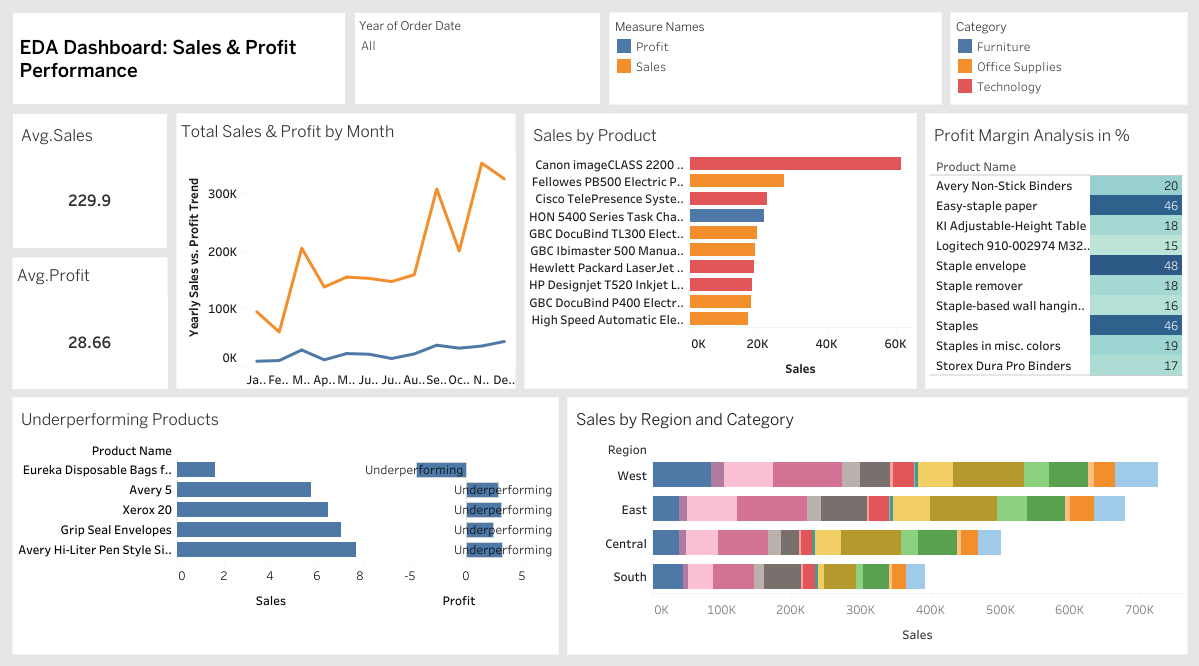 EDA Dashboard: Sales & Profit
Performance
Year of Order Date
All
Measure Names
Profit
Sales
Category
Furniture
Office Supplies
Technology
Avg.Sales
229.9
Avg.Profit
28.66
Total Sales & Profit by Month
Yearly Sales vs. Profit Trend
300K
200K
100K
0K
Ja.. Fe.. M.. Ap.. M.. Ju.. Ju.. Au.. Se.. Oc.. N.. De..
Sales by Product
Canon imageCLASS 2200 ..
Fellowes PB500 Electric P..
Cisco TelePresence Syste..
HON 5400 Series Task Cha..
GBC DocuBind TL300 Elect..
GBC Ibimaster 500 Manua..
Hewlett Packard LaserJet ..
HP Designjet T520 Inkjet L..
GBC DocuBind P400 Electr..
High Speed Automatic Ele..
0K 20K 40K 60K
Sales
Profit Margin Analysis in %
Product Name
Avery Non-Stick Binders 20
Easy-staple paper 46
KI Adjustable-Height Table 18
Logitech 910-002974 M32.. 15
Staple envelope 48
Staple remover 18
Staple-based wall hangin.. 16
Staples 46
Staples in misc. colors 19
Storex Dura Pro Binders 17
Underperforming Products
Product Name
Eureka Disposable Bags f.. Underperforming
Avery 5 Underperforming
Xerox 20 Underperforming
Grip Seal Envelopes Underperforming
Avery Hi-Liter Pen Style Si.. Underperforming
0 2 4 6 8 -5 0 5
Sales Profit
Sales by Region and Category
Region
West
East
Central
South
0K 100K 200K 300K 400K 500K 600K 700K
Sales